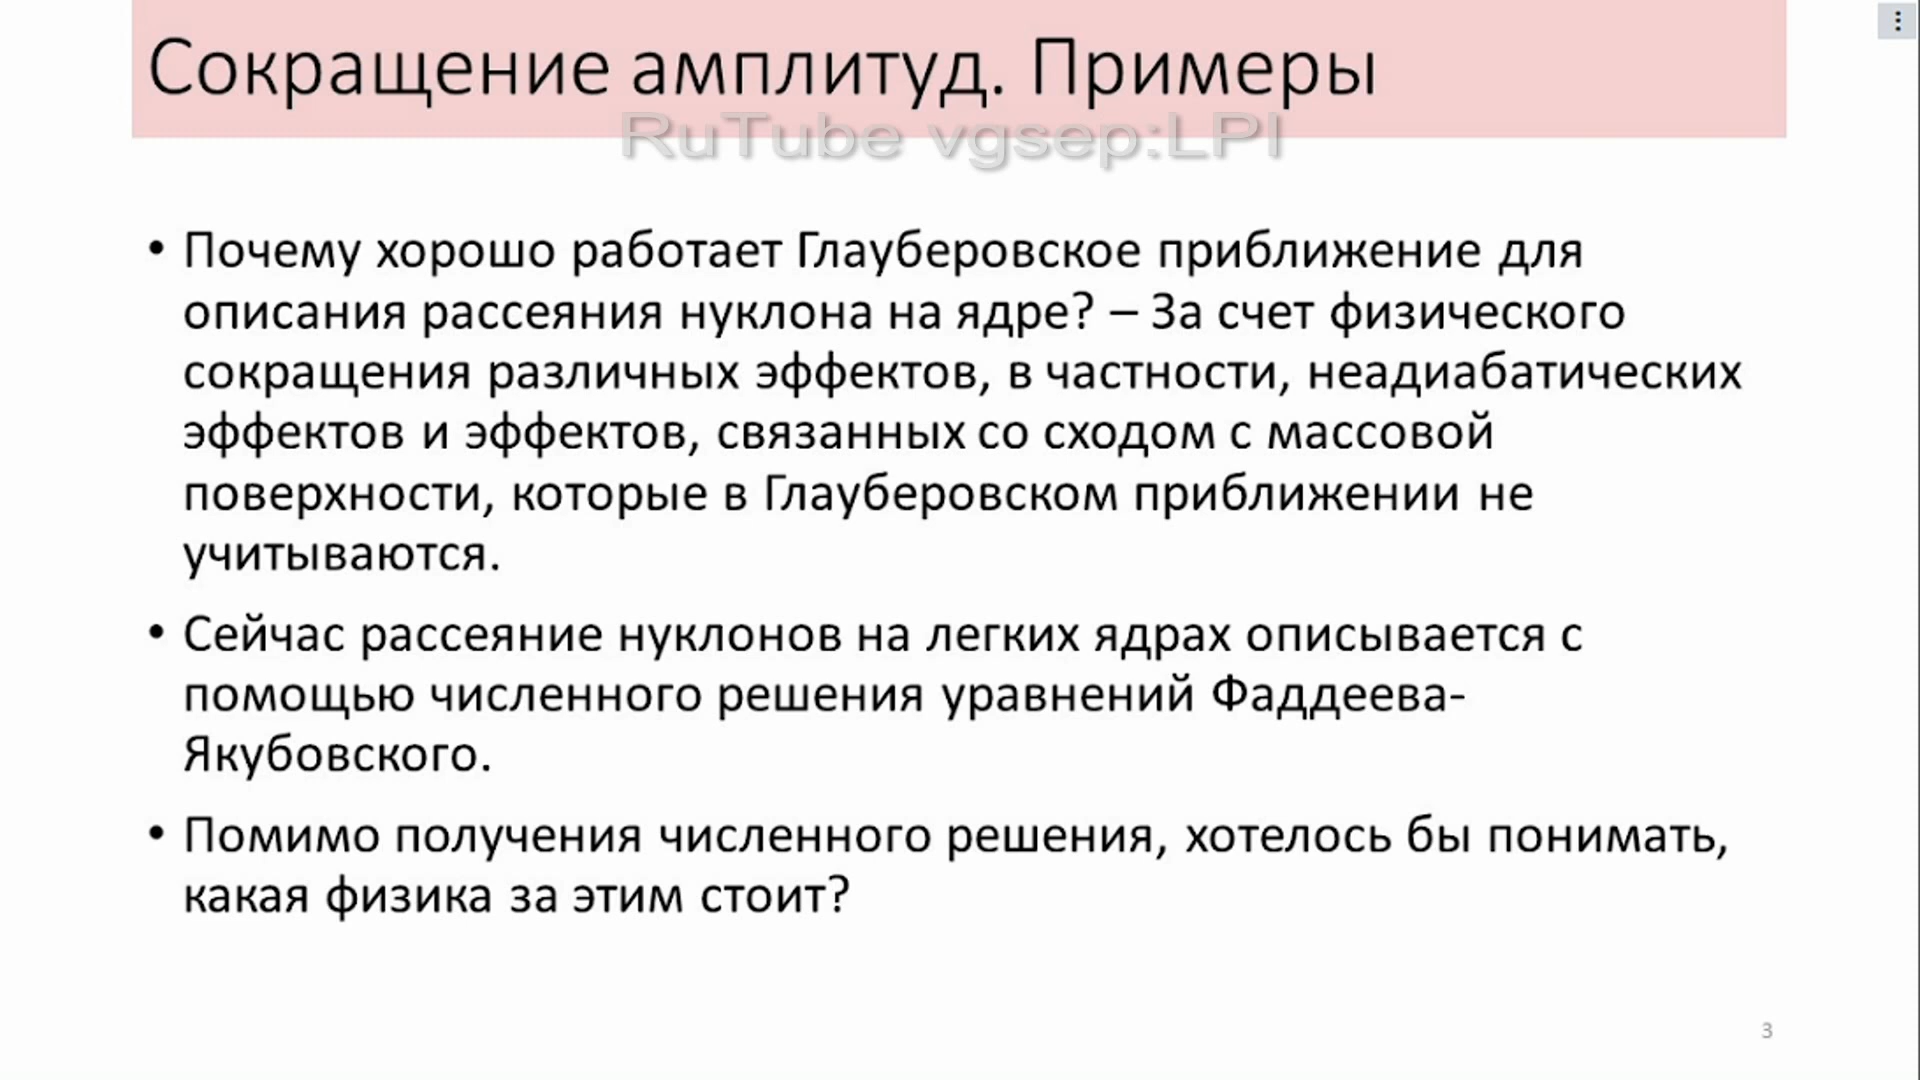 Сокращение амплитуд. Примеры
RuTube vgsep:LPI
• Почему хорошо работает Глауберовское приближение для
описания рассеяния нуклона на ядре? – За счет физического
сокращения различных эффектов, в частности, неадиабатических
эффектов и эффектов, связанных со сходом с массовой
поверхности, которые в Глауберовском приближении не
учитываются.
• Сейчас рассеяние нуклонов на легких ядрах описывается с
помощью численного решения уравнений Фаддеева-
Якубовского.
• Помимо получения численного решения, хотелось бы понимать,
какая физика за этим стоит?
3